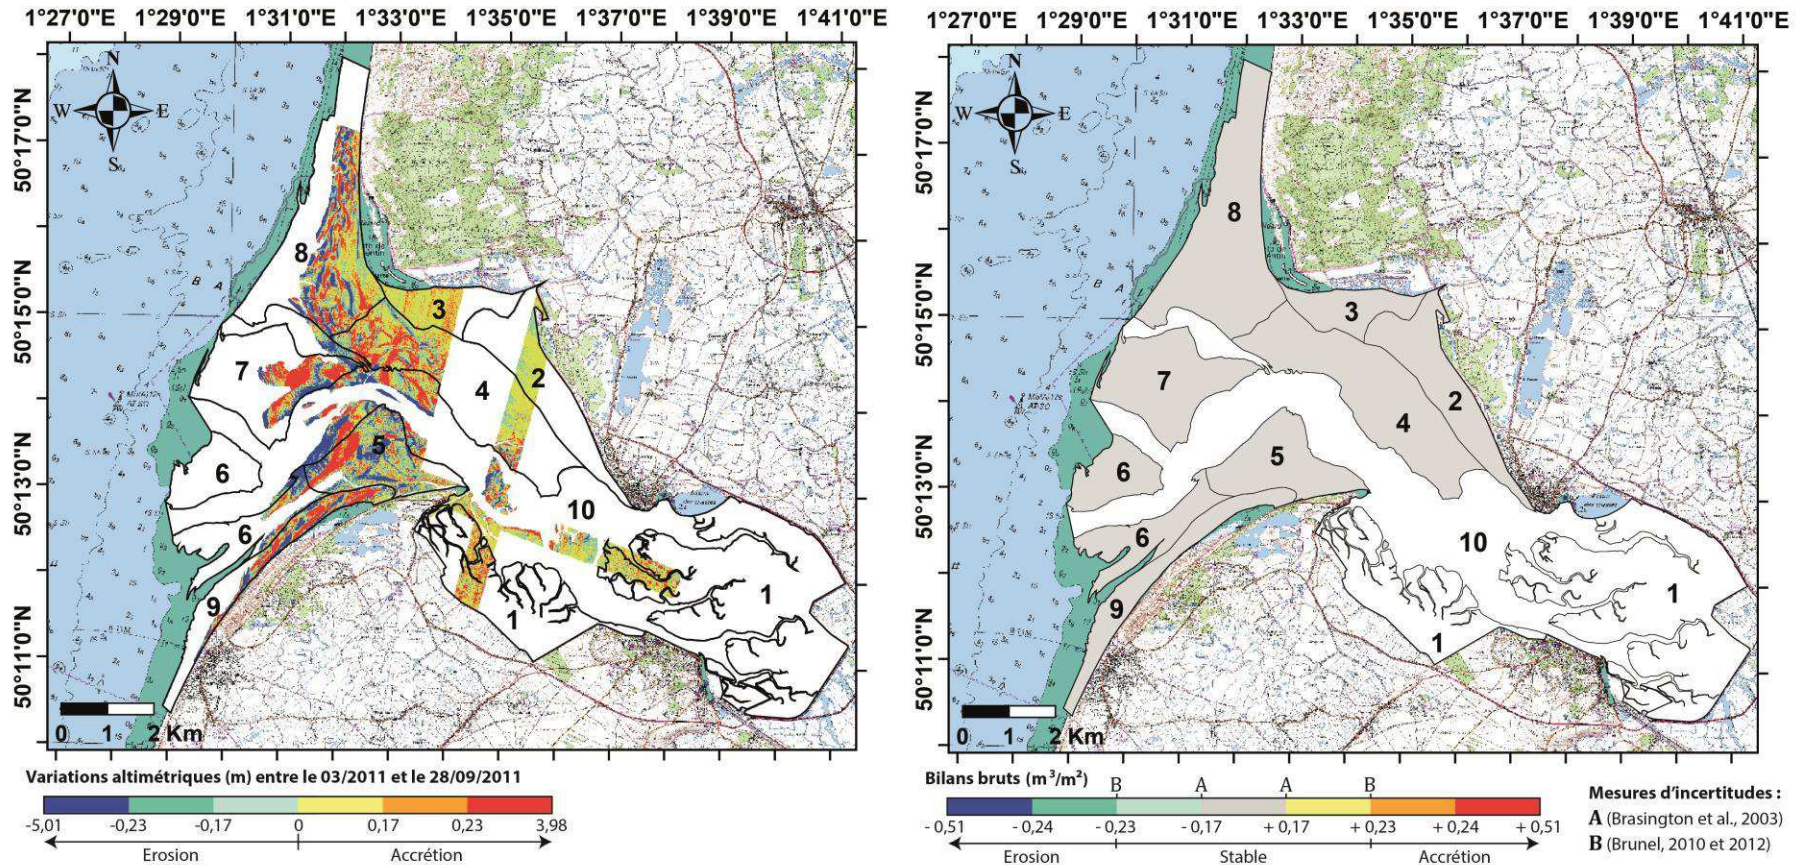 1°27'0"E 1°29'0"E 1°31'0"E 1°33'0"E 1°35'0"E 1°37'0"E 1°39'0"E 1°41'0"E
N
W E
S
50°17'0"N
50°15'0"N
50°13'0"N
50°11'0"N
B A
8
3
7
4
2
5
6
10
6
1
9
1
0 1 2 Km
Variations altimétriques (m) entre le 03/2011 et le 28/09/2011
-5,01 -0,23 -0,17 0 0,17 0,23 3,98
Erosion Accrétion
1°27'0"E 1°29'0"E 1°31'0"E 1°33'0"E 1°35'0"E 1°37'0"E 1°39'0"E 1°41'0"E
N
W E
S
50°17'0"N
50°15'0"N
50°13'0"N
50°11'0"N
B A
8
3
7
2
4
5
6
6
10
1
9
1
0 1 2 Km
Bilans bruts (m³/m²)
B A A B
- 0,51 - 0,24 - 0,23 - 0,17 + 0,17 + 0,23 + 0,24 + 0,51
Erosion Stable Accrétion
Mesures d'incertitudes :
A (Brasington et al., 2003)
B (Brunel, 2010 et 2012)